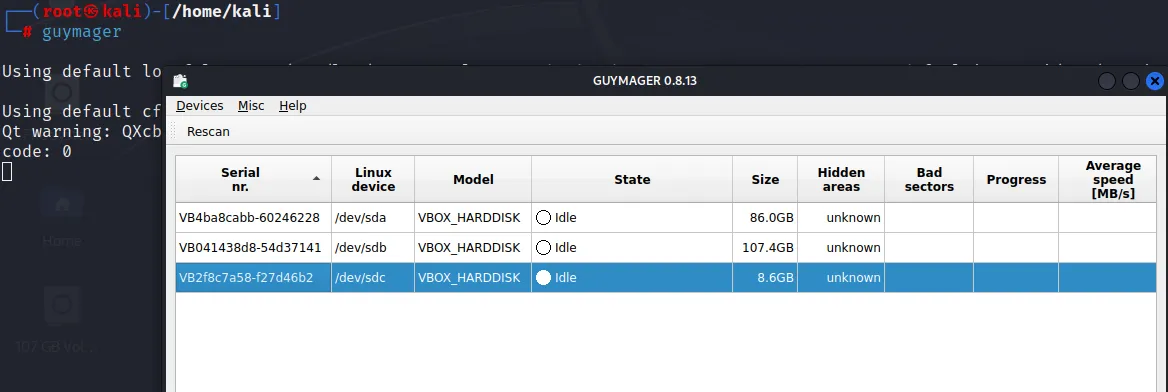 ┌──(root㉿kali)-[/home/kali]
└─# guymager
Using default lo
GUYMAGER 0.8.13
Using default cf
Qt warning: QXcb
code: 0
Devices Misc Help
Rescan
Serial nr. Linux device Model State Size Hidden areas Bad sectors Progress Average speed [MB/s]
VB4ba8cabb-60246228 /dev/sda VBOX_HARDDISK Idle 86.0GB unknown
VB041438d8-54d37141 /dev/sdb VBOX_HARDDISK Idle 107.4GB unknown
VB2f8c7a58-f27d46b2 /dev/sdc VBOX_HARDDISK Idle 8.6GB unknown
Home
107 GB Vol...